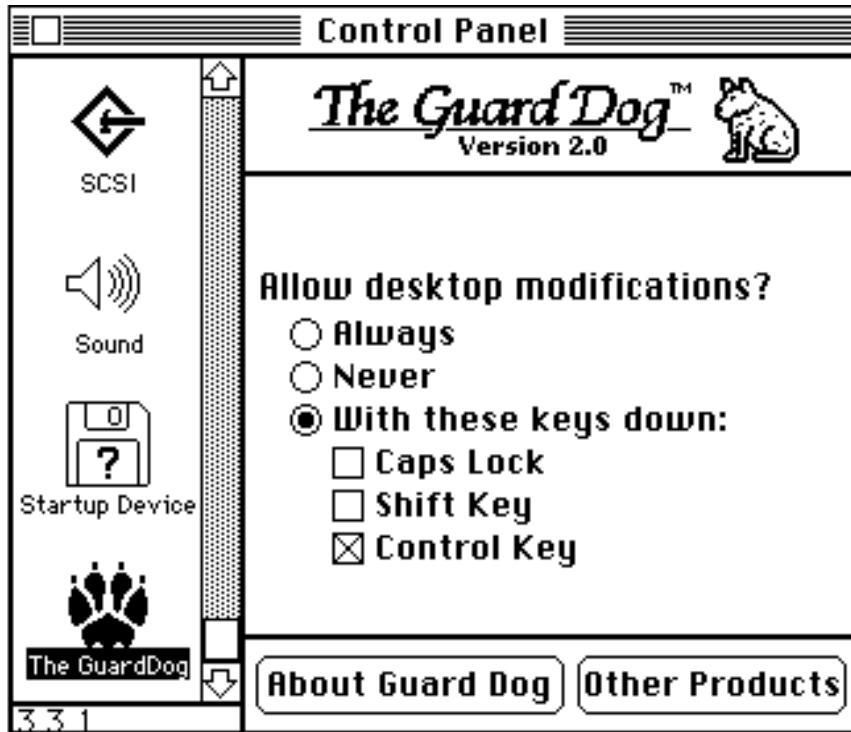 Control Panel
SCSI
Sound
?
Startup Device
The GuardDog
3.3.1
The Guard Dog™
Version 2.0
Allow desktop modifications?
Always
Never
With these keys down:
Caps Lock
Shift Key
Control Key
About Guard Dog
Other Products